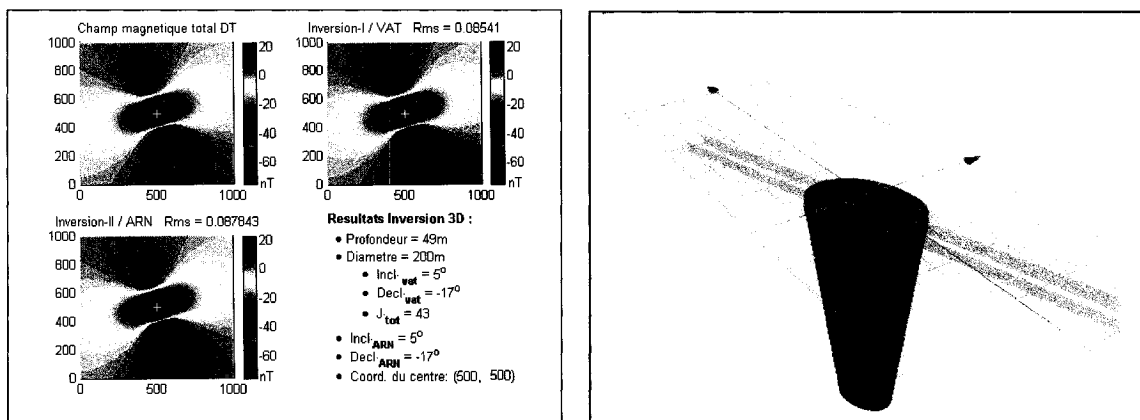 Champ magnetique total DT
1000
800
600
400
200
0
500
1000
20
0
-20
-40
-60
nT
Inversion-I / VAT Rms = 0.08541
1000
800
600
400
200
0
500
1000
20
0
-20
-40
-60
nT
Inversion-II / ARN Rms = 0.087843
1000
800
600
400
200
0
500
1000
20
0
-20
-40
-60
nT
Resultats Inversion 3D :
• Profondeur = 49m
• Diametre = 200m
• Incl.vat = 5°
• Decl.vat = -17°
• Jtot = 43
• Incl.ARN = 5°
• Decl.ARN = -17°
• Coord. du centre: (500, 500)